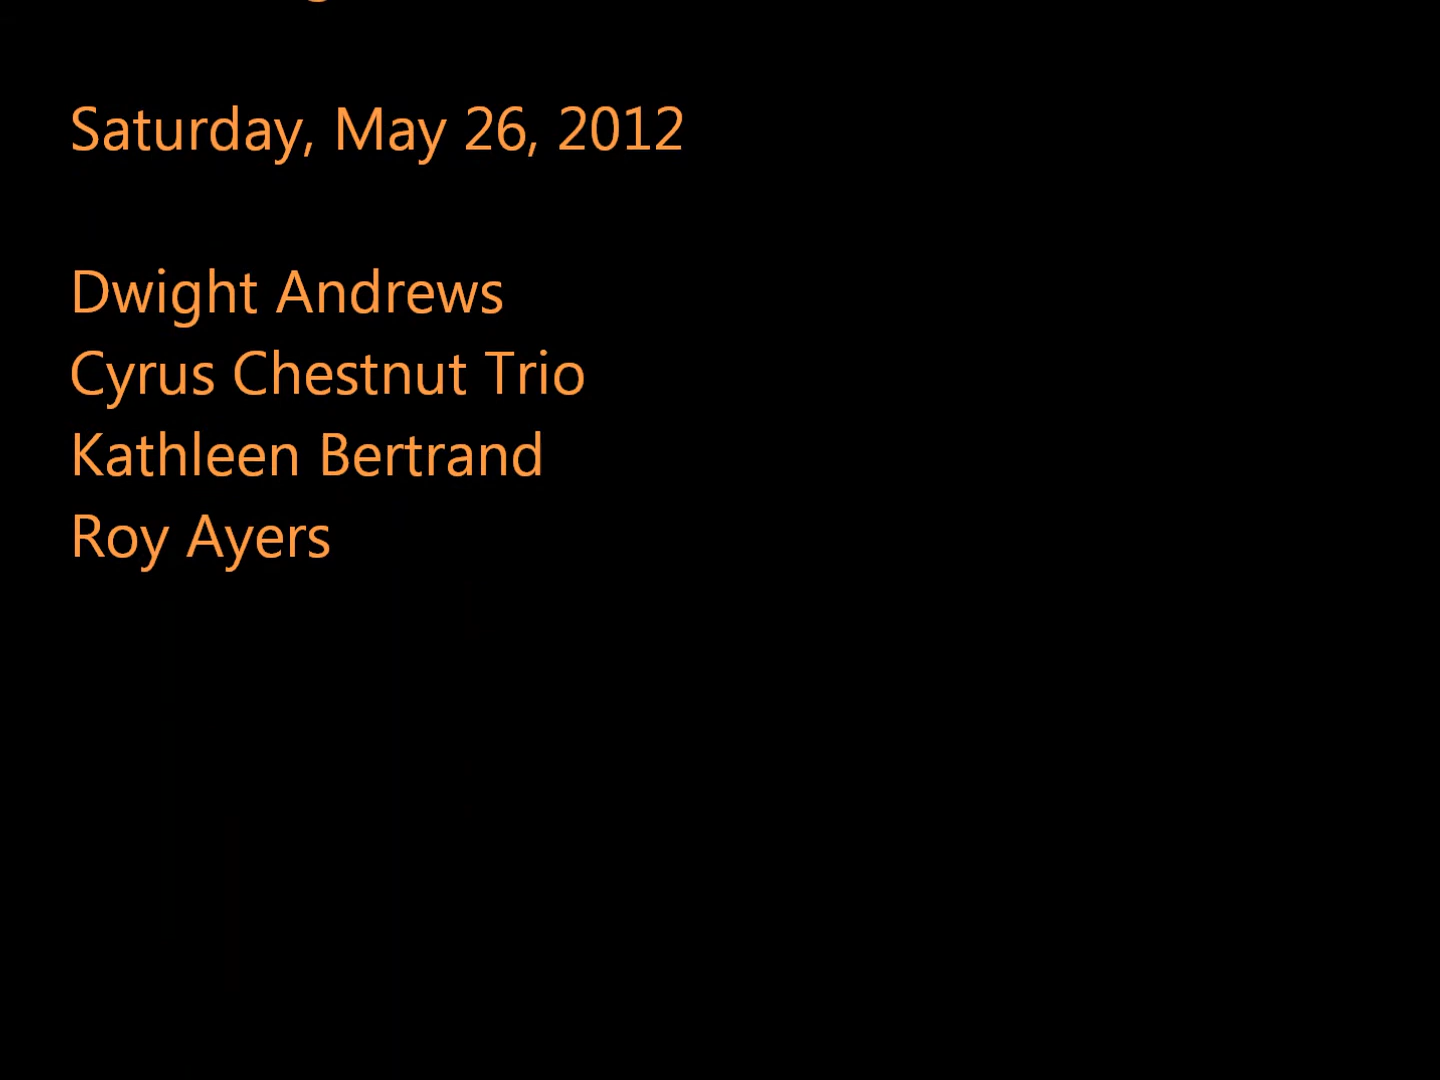 Saturday, May 26, 2012
Dwight Andrews
Cyrus Chestnut Trio
Kathleen Bertrand
Roy Ayers